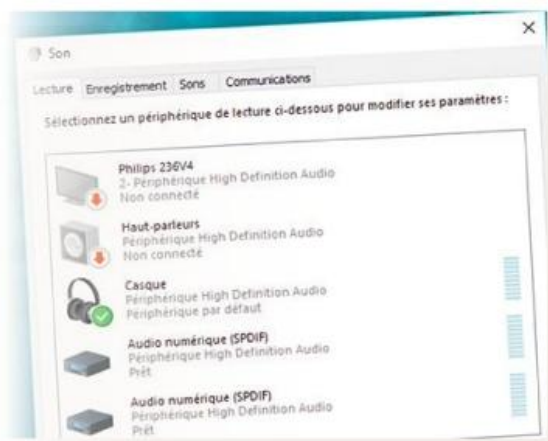 Son
Lecture Enregistrement Sons Communications
Sélectionnez un périphérique de lecture ci-dessous pour modifier ses paramètres :
Philips 236V4
2- Périphérique High Definition Audio
Non connecté
Haut-parleurs
Périphérique High Definition Audio
Non connecté
Casque
Périphérique High Definition Audio
Périphérique par défaut
Audio numérique (SPDIF)
Périphérique High Definition Audio
Prêt
Audio numérique (SPDIF)
Périphérique High Definition Audio
Prêt